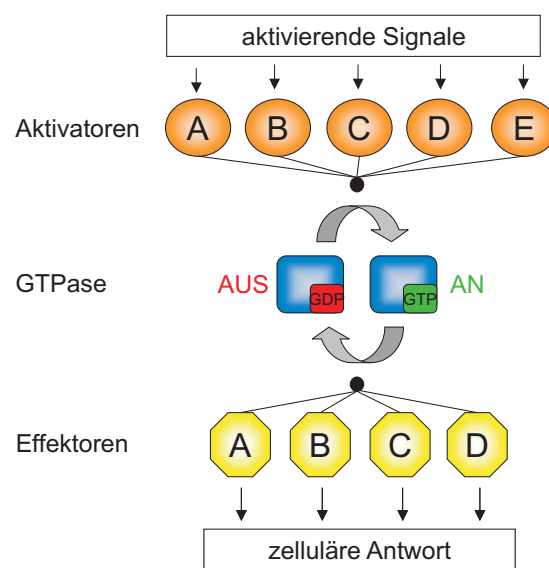 aktivierende Signale
Aktivatoren A B C D E
GTPase AUS GDP GTP AN
Effektoren A B C D
zelluläre Antwort